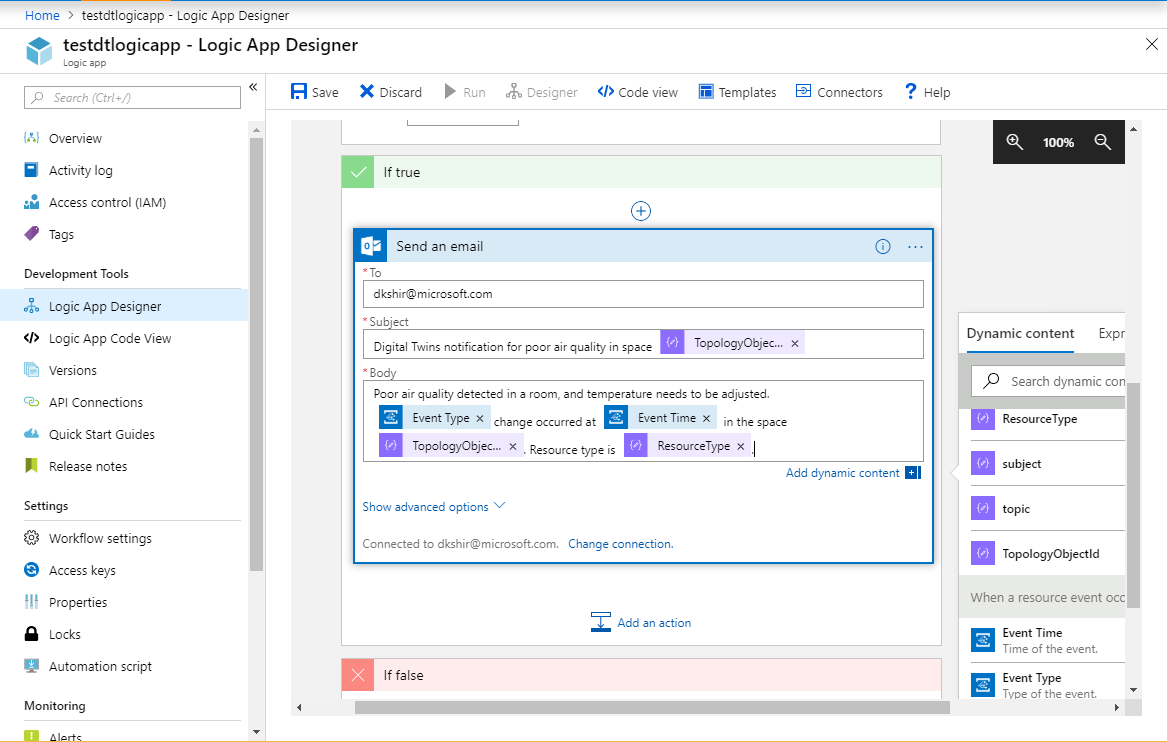 Home > testdtlogicapp - Logic App Designer
testdtlogicapp - Logic App Designer
Logic app
Search (Ctrl+/)
«
Overview
Activity log
Access control (IAM)
Tags
Development Tools
Logic App Designer
Logic App Code View
Versions
API Connections
Quick Start Guides
Release notes
Settings
Workflow settings
Access keys
Properties
Locks
Automation script
Monitoring
Alerts
Save Discard Run Designer Code view Templates Connectors Help
100%
If true
Send an email
* To
dkshir@microsoft.com
* Subject
Digital Twins notification for poor air quality in space TopologyObjec... ×
* Body
Poor air quality detected in a room, and temperature needs to be adjusted.
Event Type × change occurred at Event Time × in the space
TopologyObjec... × . Resource type is ResourceType × .
Add dynamic content
Show advanced options
Connected to dkshir@microsoft.com. Change connection.
Add an action
If false
Dynamic content Expr
Search dynamic con
ResourceType
subject
topic
TopologyObjectId
When a resource event occ
Event Time
Time of the event.
Event Type
Type of the event.